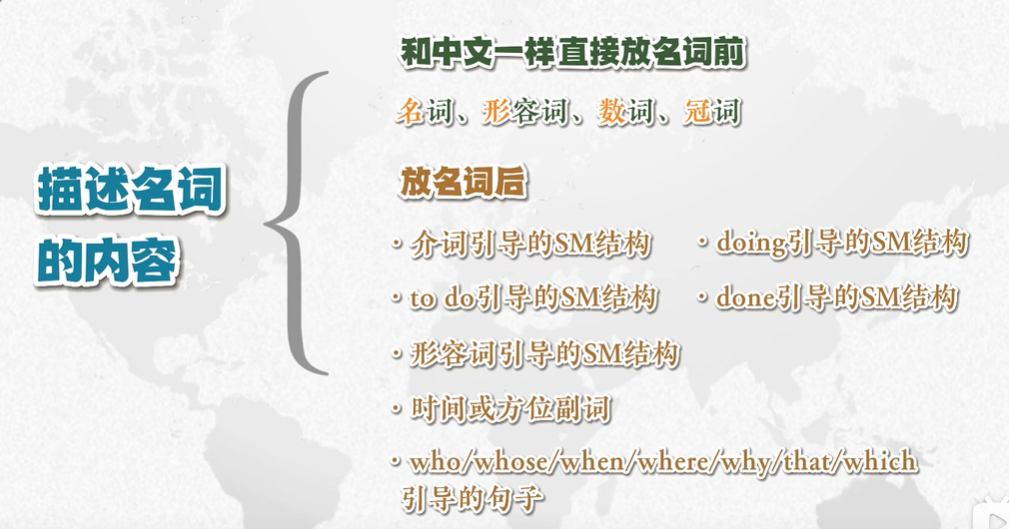 和中文一样直接放名词前
名词、形容词、数词、冠词
描述名词
的内容
放名词后
·介词引导的SM结构
·doing引导的SM结构
·to do引导的SM结构
·done引导的SM结构
·形容词引导的SM结构
·时间或方位副词
·who/whose/when/where/why/that/which
引导的句子